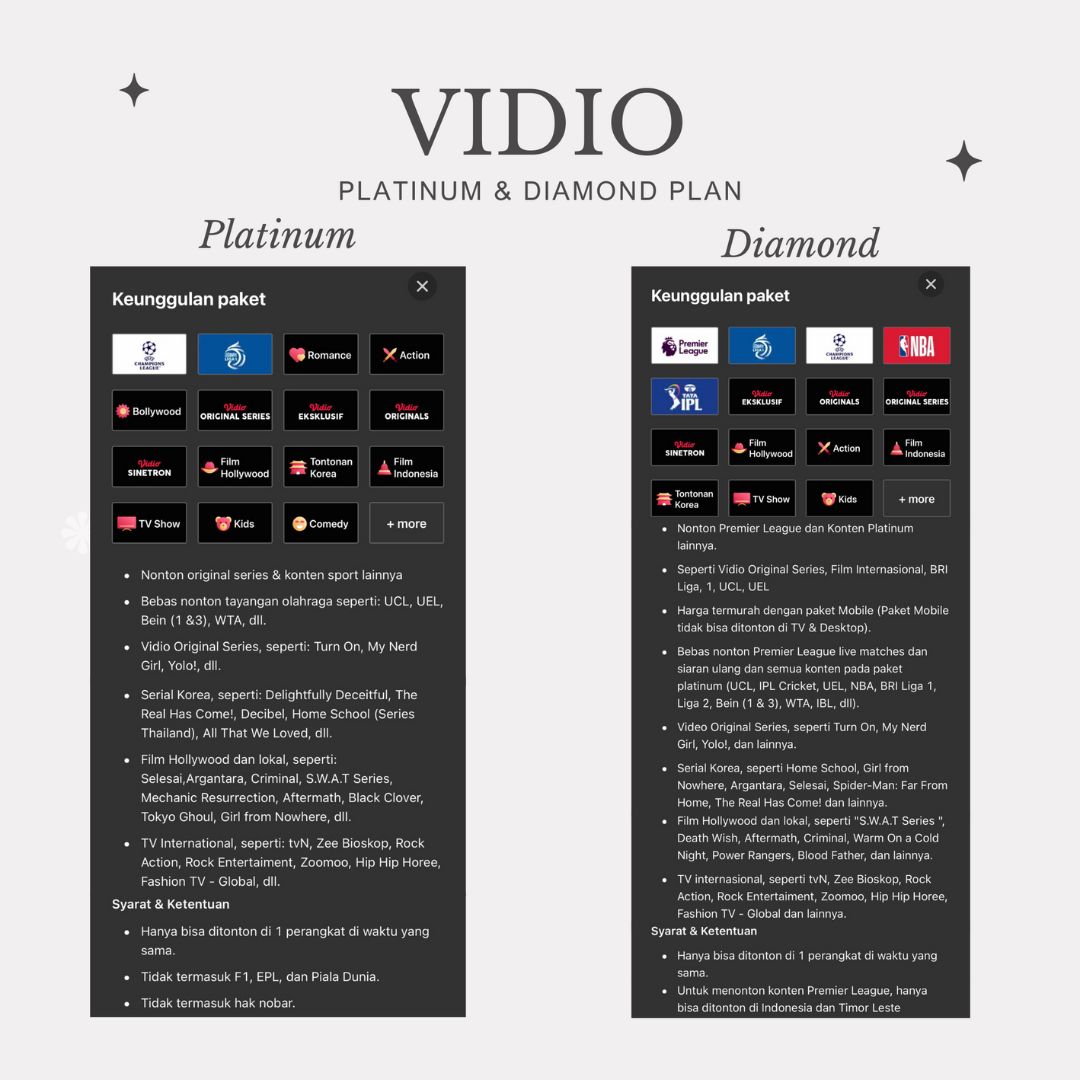 VIDIO
PLATINUM & DIAMOND PLAN
Platinum
Keunggulan paket
UEFA
CHAMPIONS
LEAGUE
Romance
Action
Bollywood
Vidio
ORIGINAL SERIES
Vidio
EKSKLUSIF
Vidio
ORIGINALS
Vidio
SINETRON
Film
Hollywood
Tontonan
Korea
Film
Indonesia
TV Show
Kids
Comedy
+ more
Nonton original series & konten sport lainnya
Bebas nonton tayangan olahraga seperti: UCL, UEL,
Bein (1 &3), WTA, dll.
Vidio Original Series, seperti: Turn On, My Nerd
Girl, Yolo!, dll.
Serial Korea, seperti: Delightfully Deceitful, The
Real Has Come!, Decibel, Home School (Series
Thailand), All That We Loved, dll.
Film Hollywood dan lokal, seperti:
Selesai,Argantara, Criminal, S.W.A.T Series,
Mechanic Resurrection, Aftermath, Black Clover,
Tokyo Ghoul, Girl from Nowhere, dll.
TV International, seperti: tvN, Zee Bioskop, Rock
Action, Rock Entertaiment, Zoomoo, Hip Hip Horee,
Fashion TV - Global, dll.
Syarat & Ketentuan
Hanya bisa ditonton di 1 perangkat di waktu yang
sama.
Tidak termasuk F1, EPL, dan Piala Dunia.
Tidak termasuk hak nobar.
Diamond
Keunggulan paket
Premier
League
UEFA
CHAMPIONS
LEAGUE
NBA
TATA
IPL
Vidio
EKSKLUSIF
Vidio
ORIGINALS
Vidio
ORIGINAL SERIES
Vidio
SINETRON
Film
Hollywood
Action
Film
Indonesia
Tontonan
Korea
TV Show
Kids
+ more
Nonton Premier League dan Konten Platinum
lainnya.
Seperti Vidio Original Series, Film Internasional, BRI
Liga, 1, UCL, UEL
Harga termurah dengan paket Mobile (Paket Mobile
tidak bisa ditonton di TV & Desktop).
Bebas nonton Premier League live matches dan
siaran ulang dan semua konten pada paket
platinum (UCL, IPL Cricket, UEL, NBA, BRI Liga 1,
Liga 2, Bein (1 & 3), WTA, IBL, dll).
Video Original Series, seperti Turn On, My Nerd
Girl, Yolo!, dan lainnya.
Serial Korea, seperti Home School, Girl from
Nowhere, Argantara, Selesai, Spider-Man: Far From
Home, The Real Has Come! dan lainnya.
Film Hollywood dan lokal, seperti "S.W.A.T Series ",
Death Wish, Aftermath, Criminal, Warm On a Cold
Night, Power Rangers, Blood Father, dan lainnya.
TV internasional, seperti tvN, Zee Bioskop, Rock
Action, Rock Entertaiment, Zoomoo, Hip Hip Horee,
Fashion TV - Global dan lainnya.
Syarat & Ketentuan
Hanya bisa ditonton di 1 perangkat di waktu yang
sama.
Untuk menonton konten Premier League, hanya
bisa ditonton di Indonesia dan Timor Leste